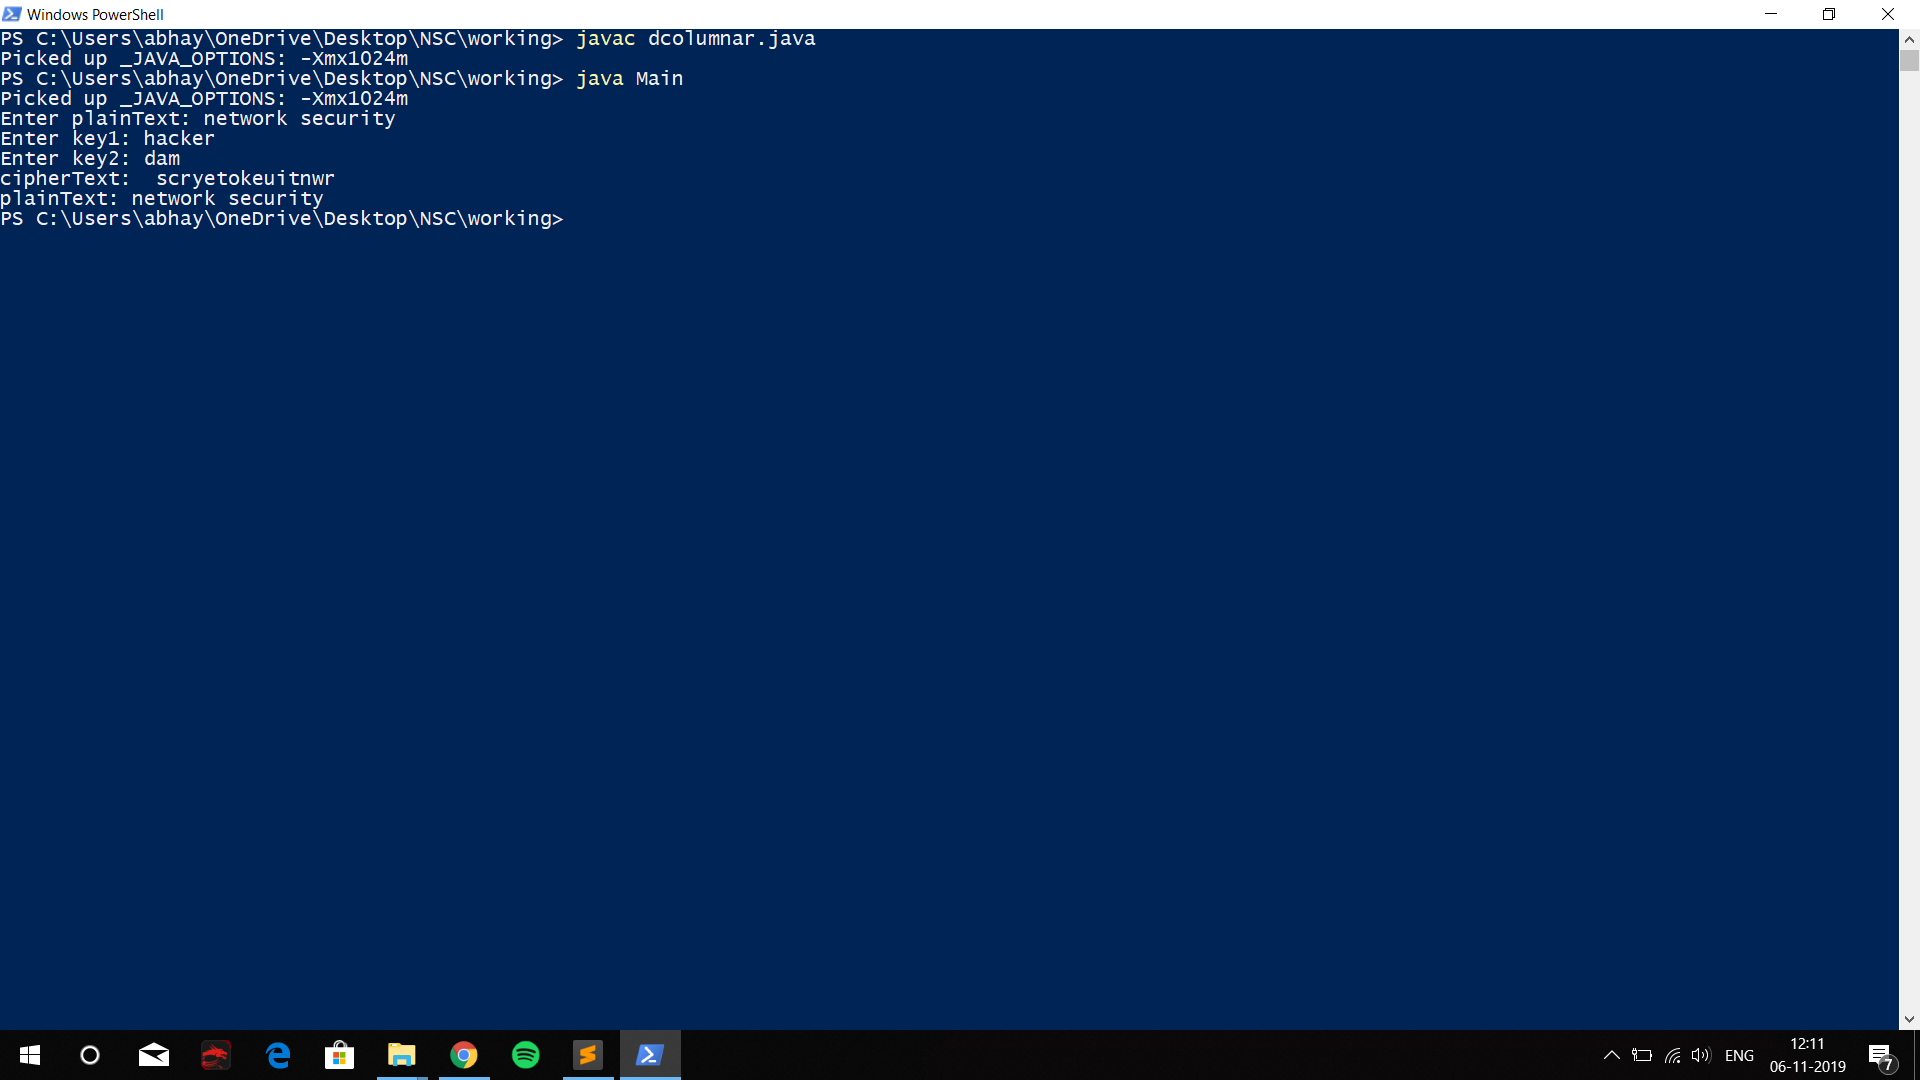 Windows PowerShell
PS C:\Users\abhay\OneDrive\Desktop\NSC\working> javac dcolumnar.java
Picked up _JAVA_OPTIONS: -Xmx1024m
PS C:\Users\abhay\OneDrive\Desktop\NSC\working> java Main
Picked up _JAVA_OPTIONS: -Xmx1024m
Enter plainText: network security
Enter key1: hacker
Enter key2: dam
cipherText:  scryetokeuitnwr
plainText: network security
PS C:\Users\abhay\OneDrive\Desktop\NSC\working>
ENG
12:11
06-11-2019
7